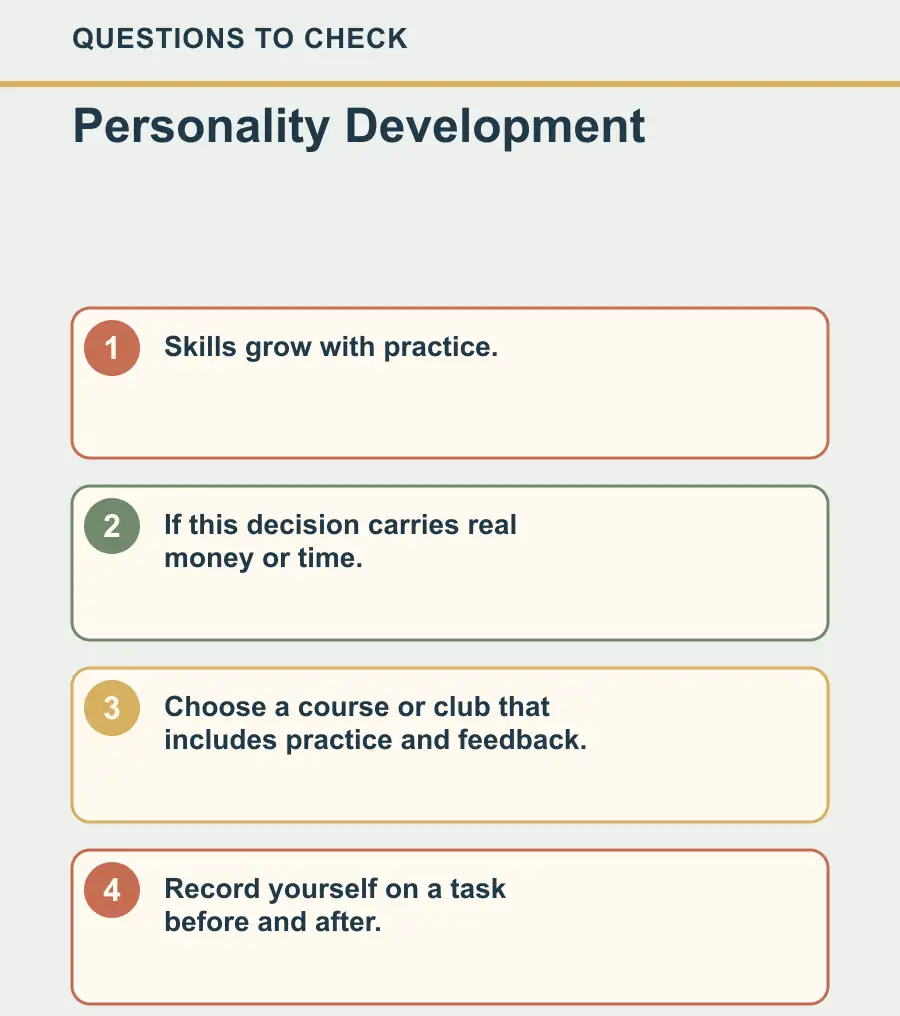 QUESTIONS TO CHECK
Personality Development
1
Skills grow with practice.
2
If this decision carries real
money or time.
3
Choose a course or club that
includes practice and feedback.
4
Record yourself on a task
before and after.